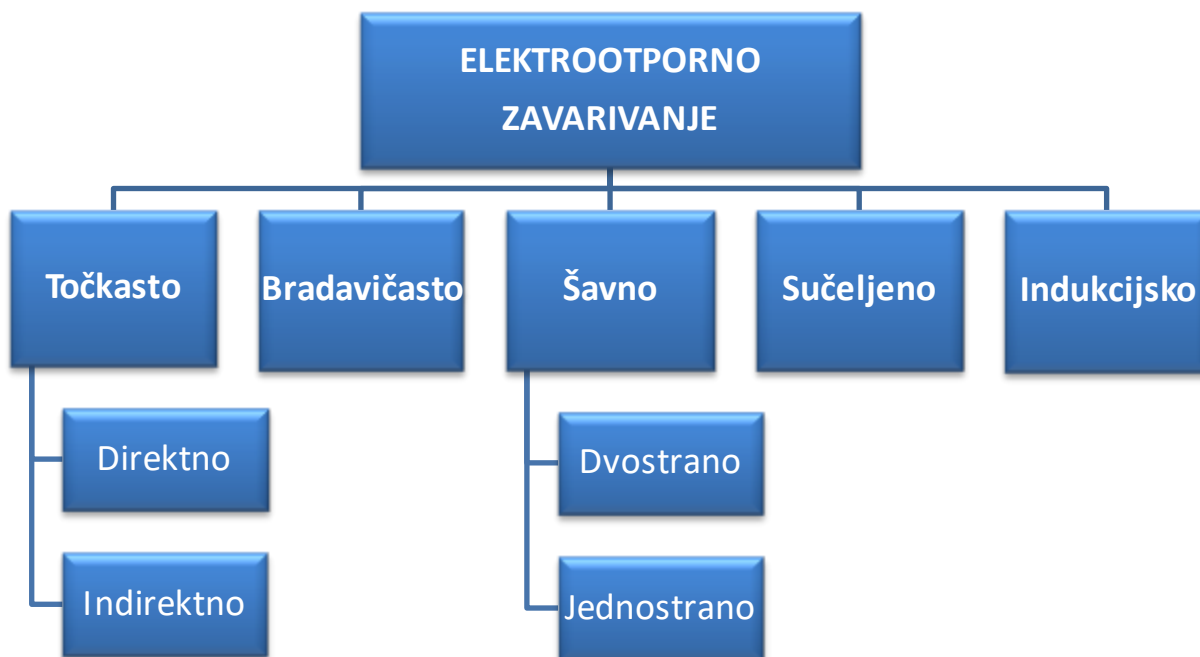 ELEKTROOTPORNO
ZAVARIVANJE
Točkasto
Bradavičasto
Šavno
Sučeljeno
Indukcijsko
Direktno
Dvostrano
Indirektno
Jednostrano